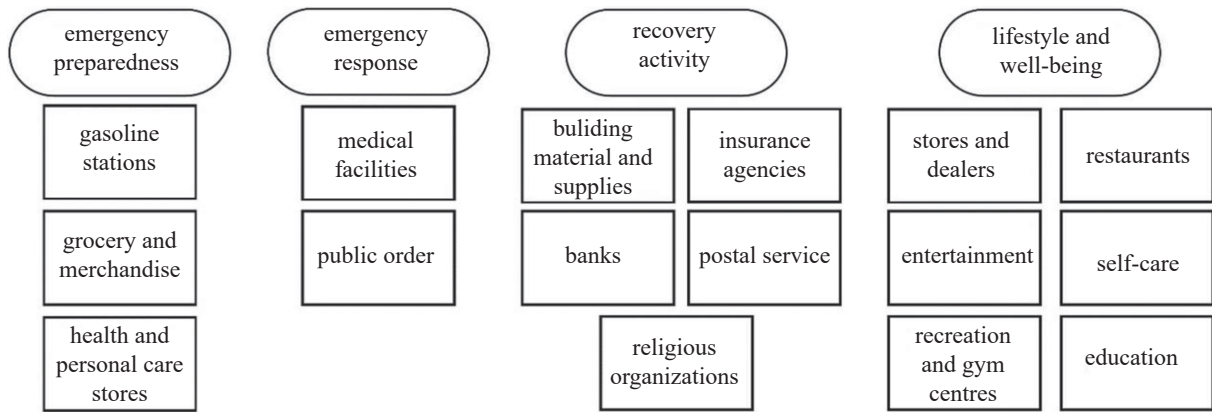 emergency
preparedness
gasoline
stations
grocery and
merchandise
health and
personal care
stores
emergency
response
medical
facilities
public order
recovery
activity
buliding
material and
supplies
insurance
agencies
banks
postal service
religious
organizations
lifestyle and
well-being
stores and
dealers
restaurants
entertainment
self-care
recreation
and gym
centres
education